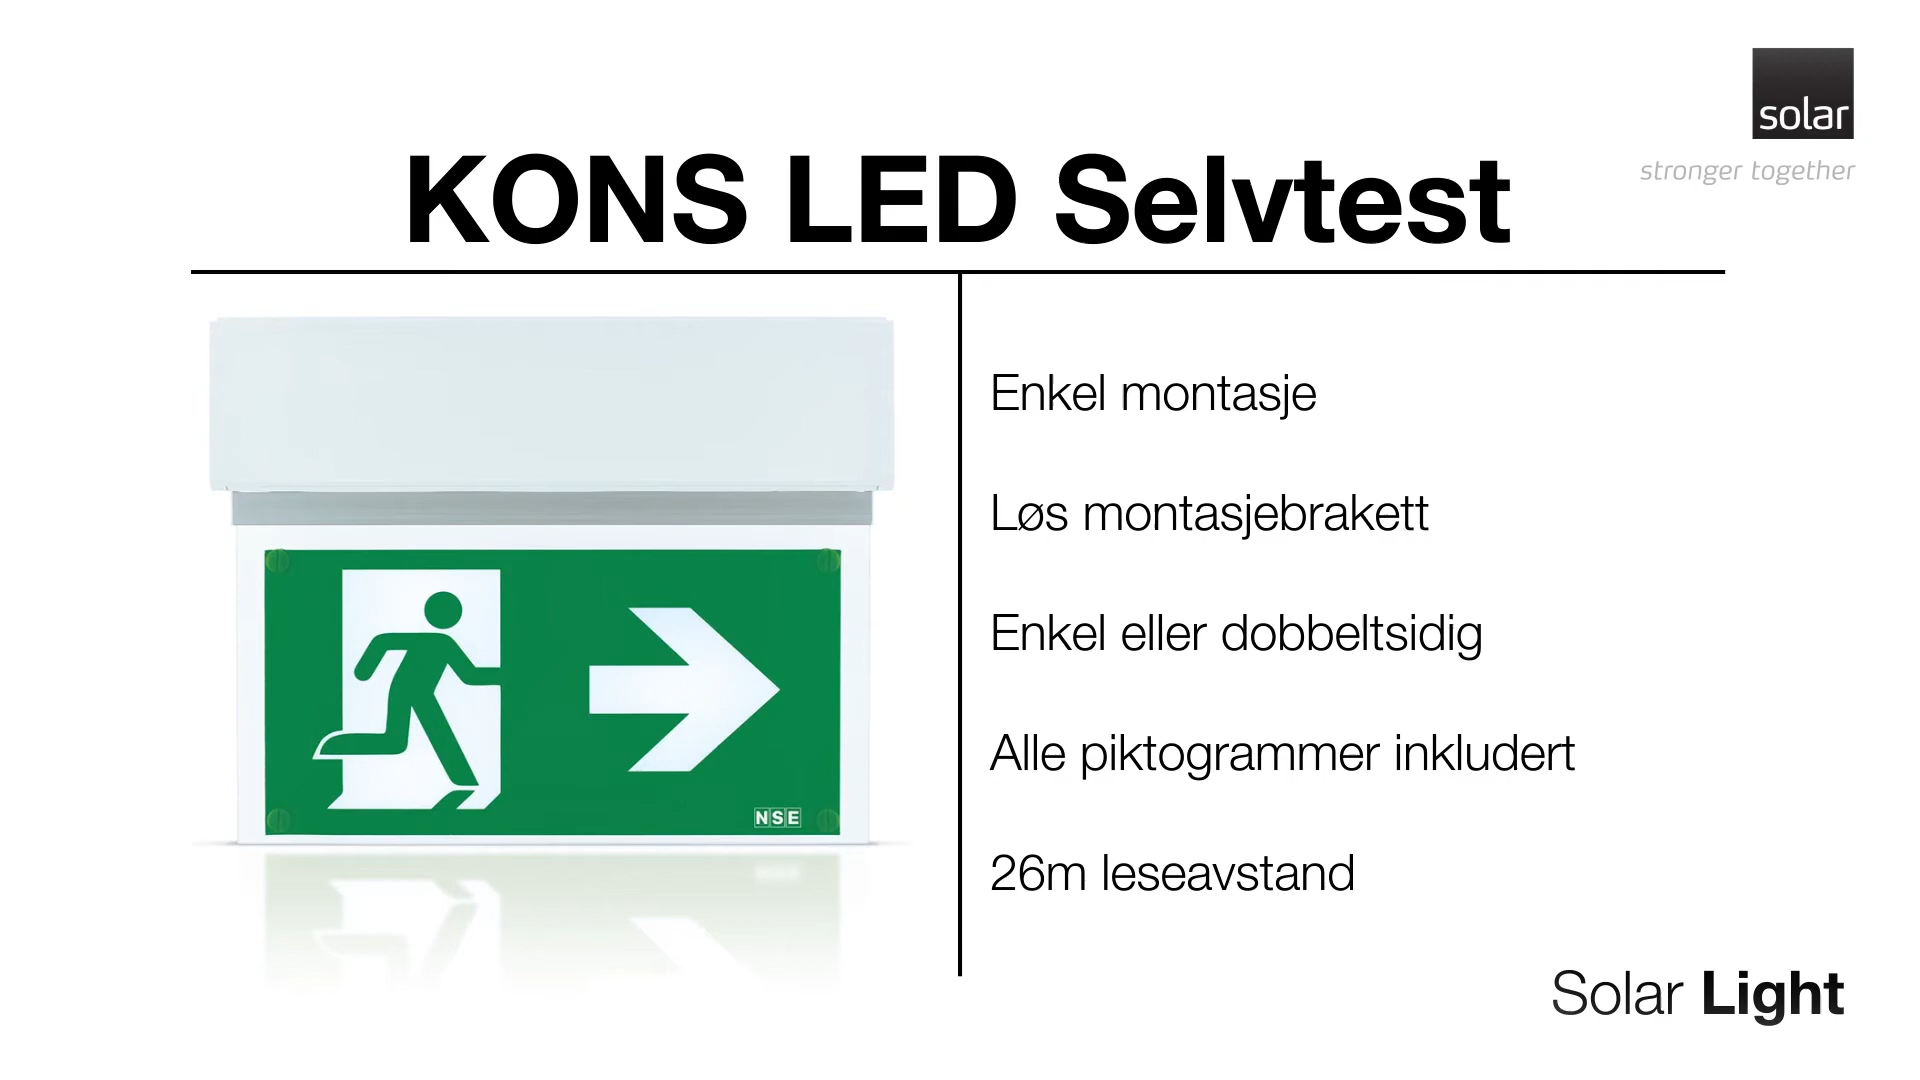 solar
stronger together
KONS LED Selvtest
Enkel montasje
Løs montasjebrakett
Enkel eller dobbeltsidig
Alle piktogrammer inkludert
26m leseavstand
NSE
Solar Light